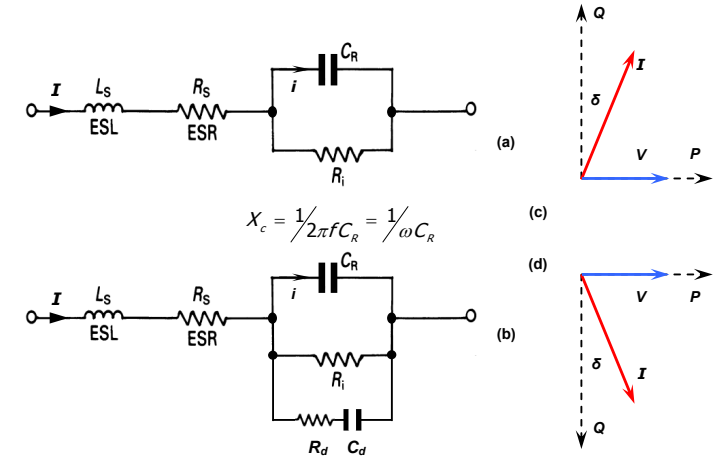 I L_S R_S i C_R
ESL ESR
R_i
(a)
Q
I
δ
V P
X_c = 1/2πfC_R = 1/ωC_R
(c)
(d)
I L_S R_S i C_R
ESL ESR
R_i
R_d C_d
(b)
V P
δ I
Q